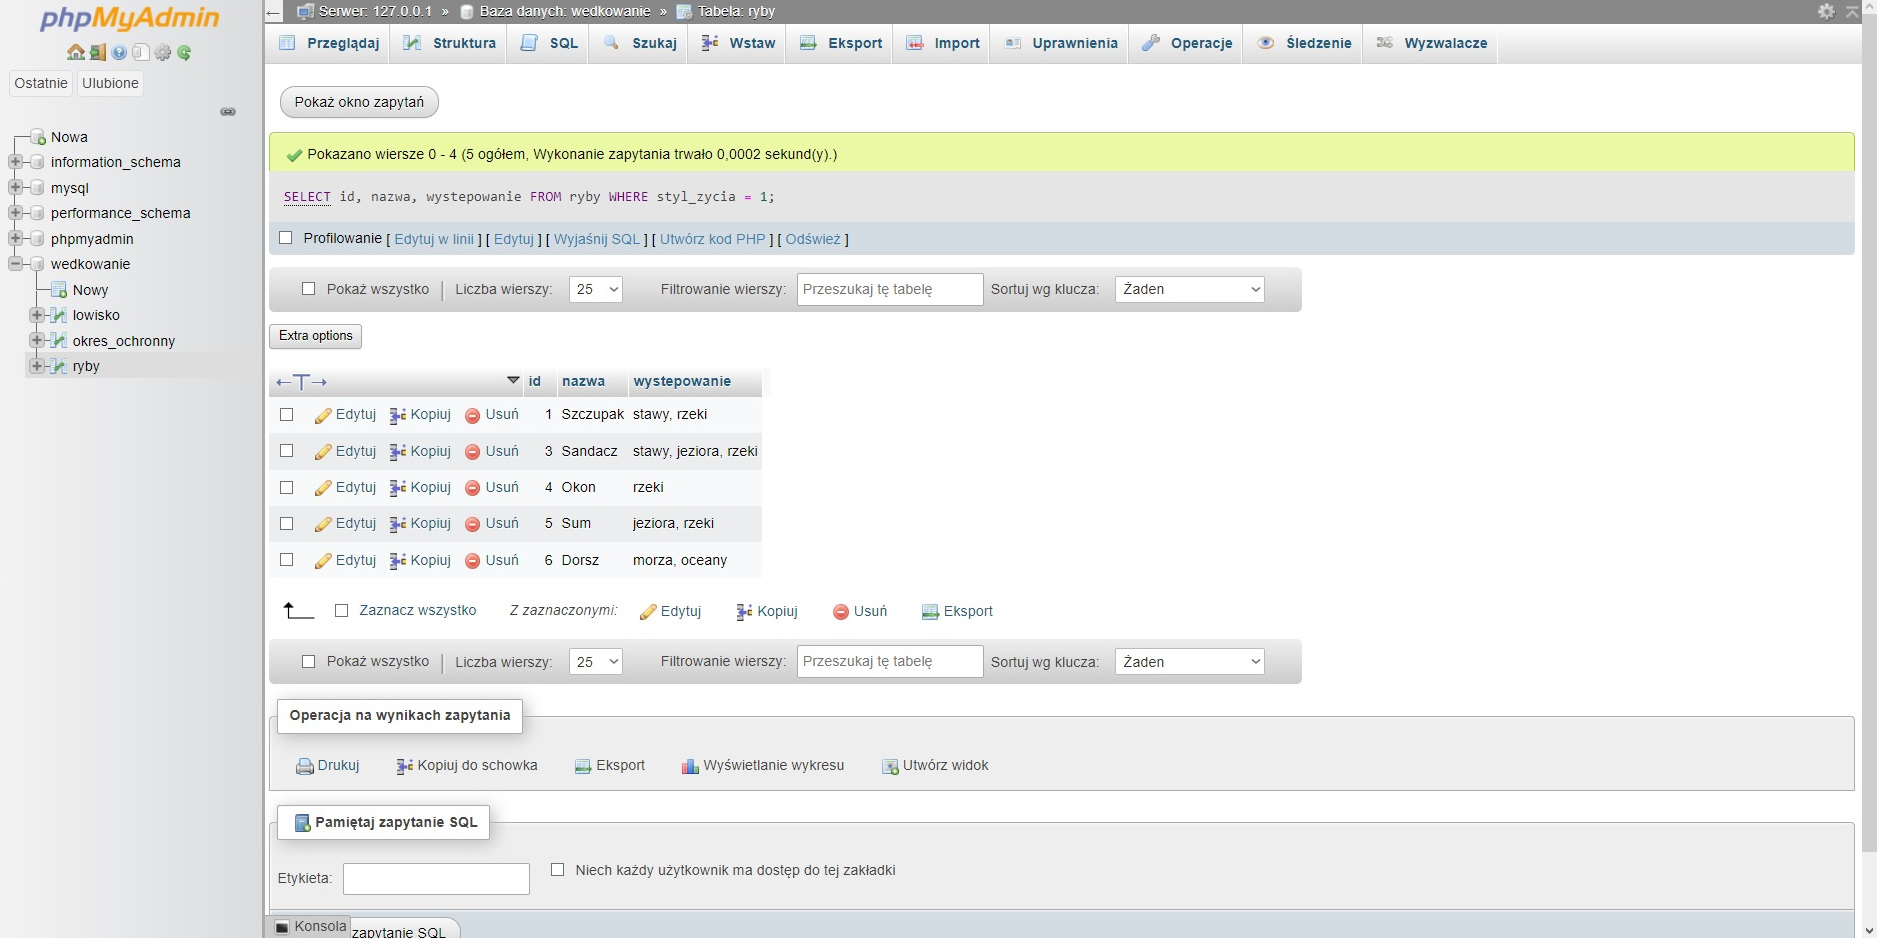 phpMyAdmin
Ostatnie Ulubione
Nowa
information_schema
mysql
performance_schema
phpmyadmin
wedkowanie
Nowy
lowisko
okres_ochronny
ryby
Serwer: 127.0.0.1 » Baza danych: wedkowanie » Tabela: ryby
Przeglądaj Struktura SQL Szukaj Wstaw Eksport Import Uprawnienia Operacje Śledzenie Wyzwalacze
Pokaż okno zapytań
Pokazano wiersze 0 - 4 (5 ogółem, Wykonanie zapytania trwało 0,0002 sekund(y).)
SELECT id, nazwa, wystepowanie FROM ryby WHERE styl_zycia = 1;
Profilowanie [ Edytuj w linii ] [ Edytuj ] [ Wyjaśnij SQL ] [ Utwórz kod PHP ] [ Odśwież ]
Pokaż wszystko | Liczba wierszy: 25 Filtrowanie wierszy: Przeszukaj tę tabelę Sortuj wg klucza: Żaden
Extra options
←T→ id nazwa wystepowanie
Edytuj Kopiuj Usuń 1 Szczupak stawy, rzeki
Edytuj Kopiuj Usuń 3 Sandacz stawy, jeziora, rzeki
Edytuj Kopiuj Usuń 4 Okon rzeki
Edytuj Kopiuj Usuń 5 Sum jeziora, rzeki
Edytuj Kopiuj Usuń 6 Dorsz morza, oceany
Zaznacz wszystko Z zaznaczonymi: Edytuj Kopiuj Usuń Eksport
Pokaż wszystko | Liczba wierszy: 25 Filtrowanie wierszy: Przeszukaj tę tabelę Sortuj wg klucza: Żaden
Operacja na wynikach zapytania
Drukuj Kopiuj do schowka Eksport Wyświetlanie wykresu Utwórz widok
Pamiętaj zapytanie SQL
Etykieta: Niech każdy użytkownik ma dostęp do tej zakładki
Konsola zapytanie SQL